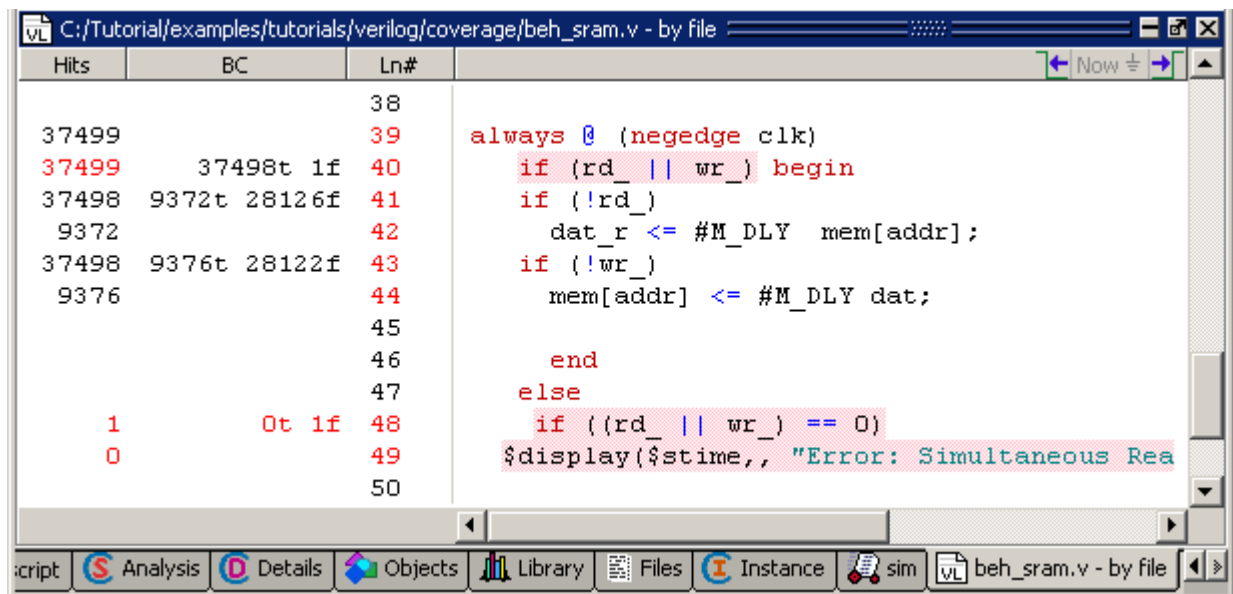 C:/Tutorial/examples/tutorials/verilog/coverage/beh_sram.v - by file
Hits BC Ln# Now
38
37499 39 always @ (negedge clk)
37499 37498t 1f 40 if (rd_ || wr_) begin
37498 9372t 28126f 41 if (!rd_)
9372 42 dat_r <= #M_DLY mem[addr];
37498 9376t 28122f 43 if (!wr_)
9376 44 mem[addr] <= #M_DLY dat;
45
46 end
47 else
1 0t 1f 48 if ((rd_ || wr_) == 0)
0 49 $display($stime,, "Error: Simultaneous Rea
50
cript Analysis Details Objects Library Files Instance sim beh_sram.v - by file